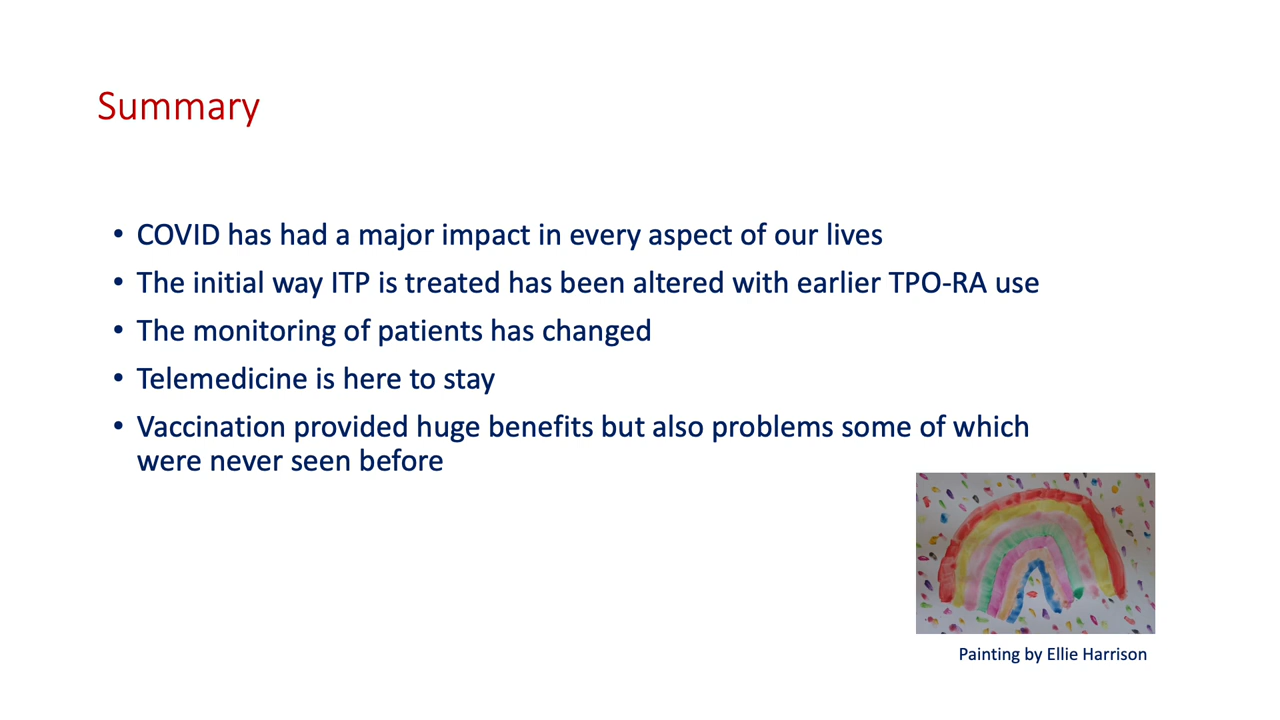 Summary
• COVID has had a major impact in every aspect of our lives
• The initial way ITP is treated has been altered with earlier TPO-RA use
• The monitoring of patients has changed
• Telemedicine is here to stay
• Vaccination provided huge benefits but also problems some of which
were never seen before
Painting by Ellie Harrison